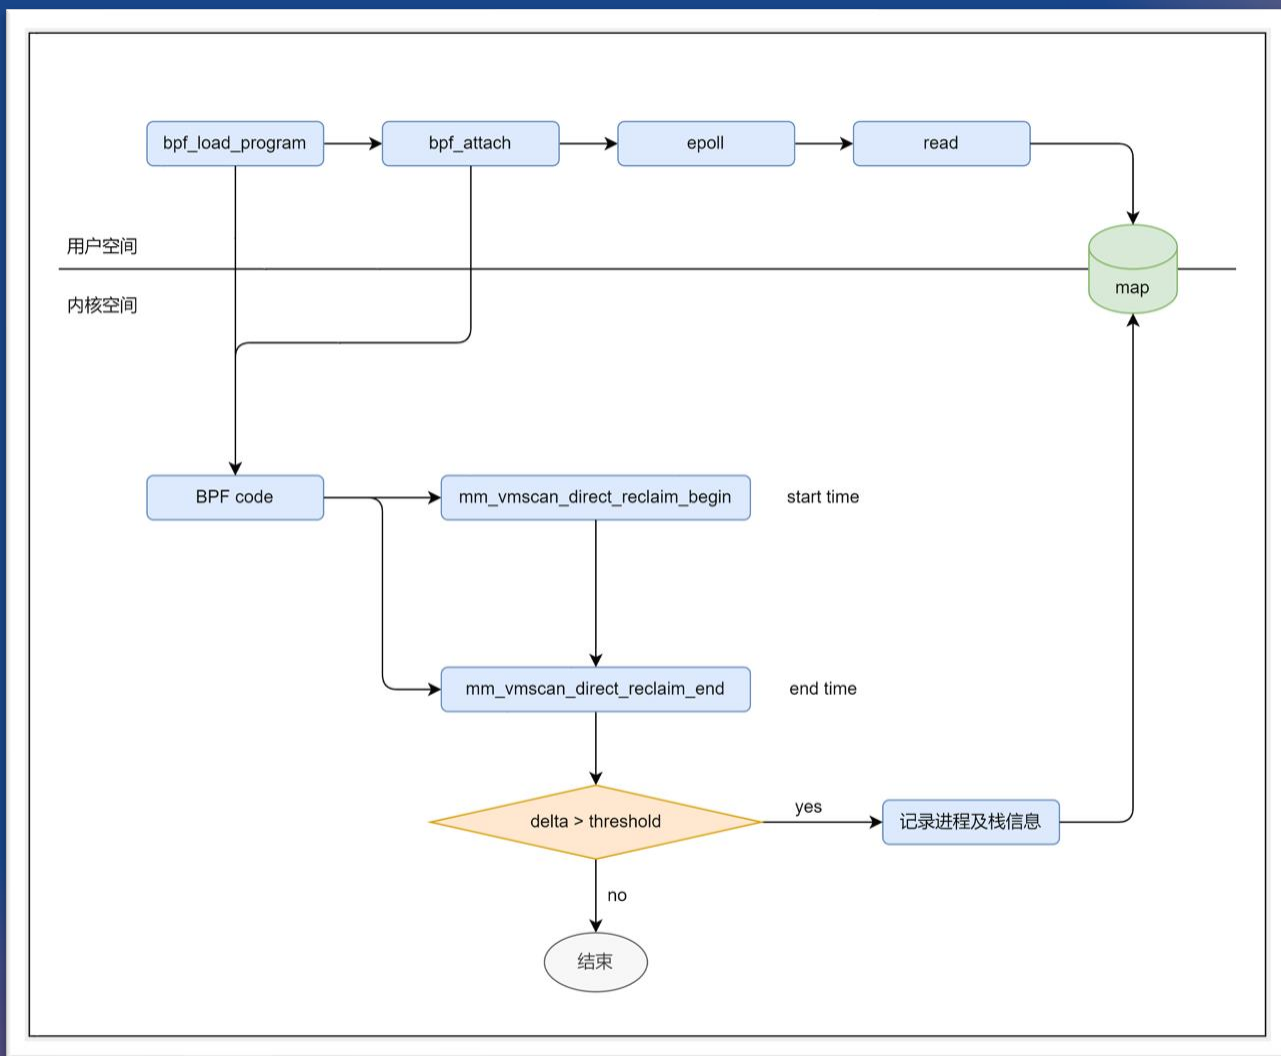 bpf_load_program
bpf_attach
epoll
read
用户空间
map
内核空间
BPF code
mm_vmscan_direct_reclaim_begin
start time
mm_vmscan_direct_reclaim_end
end time
delta > threshold
yes
记录进程及栈信息
no
结束